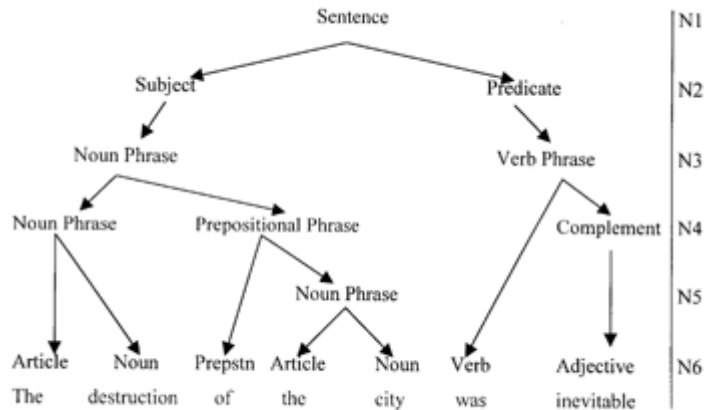 Sentence N1
Subject Predicate N2
Noun Phrase Verb Phrase N3
Noun Phrase Prepositional Phrase Complement N4
Noun Phrase N5
Article Noun Prepstn Article Noun Verb Adjective N6
The destruction of the city was inevitable